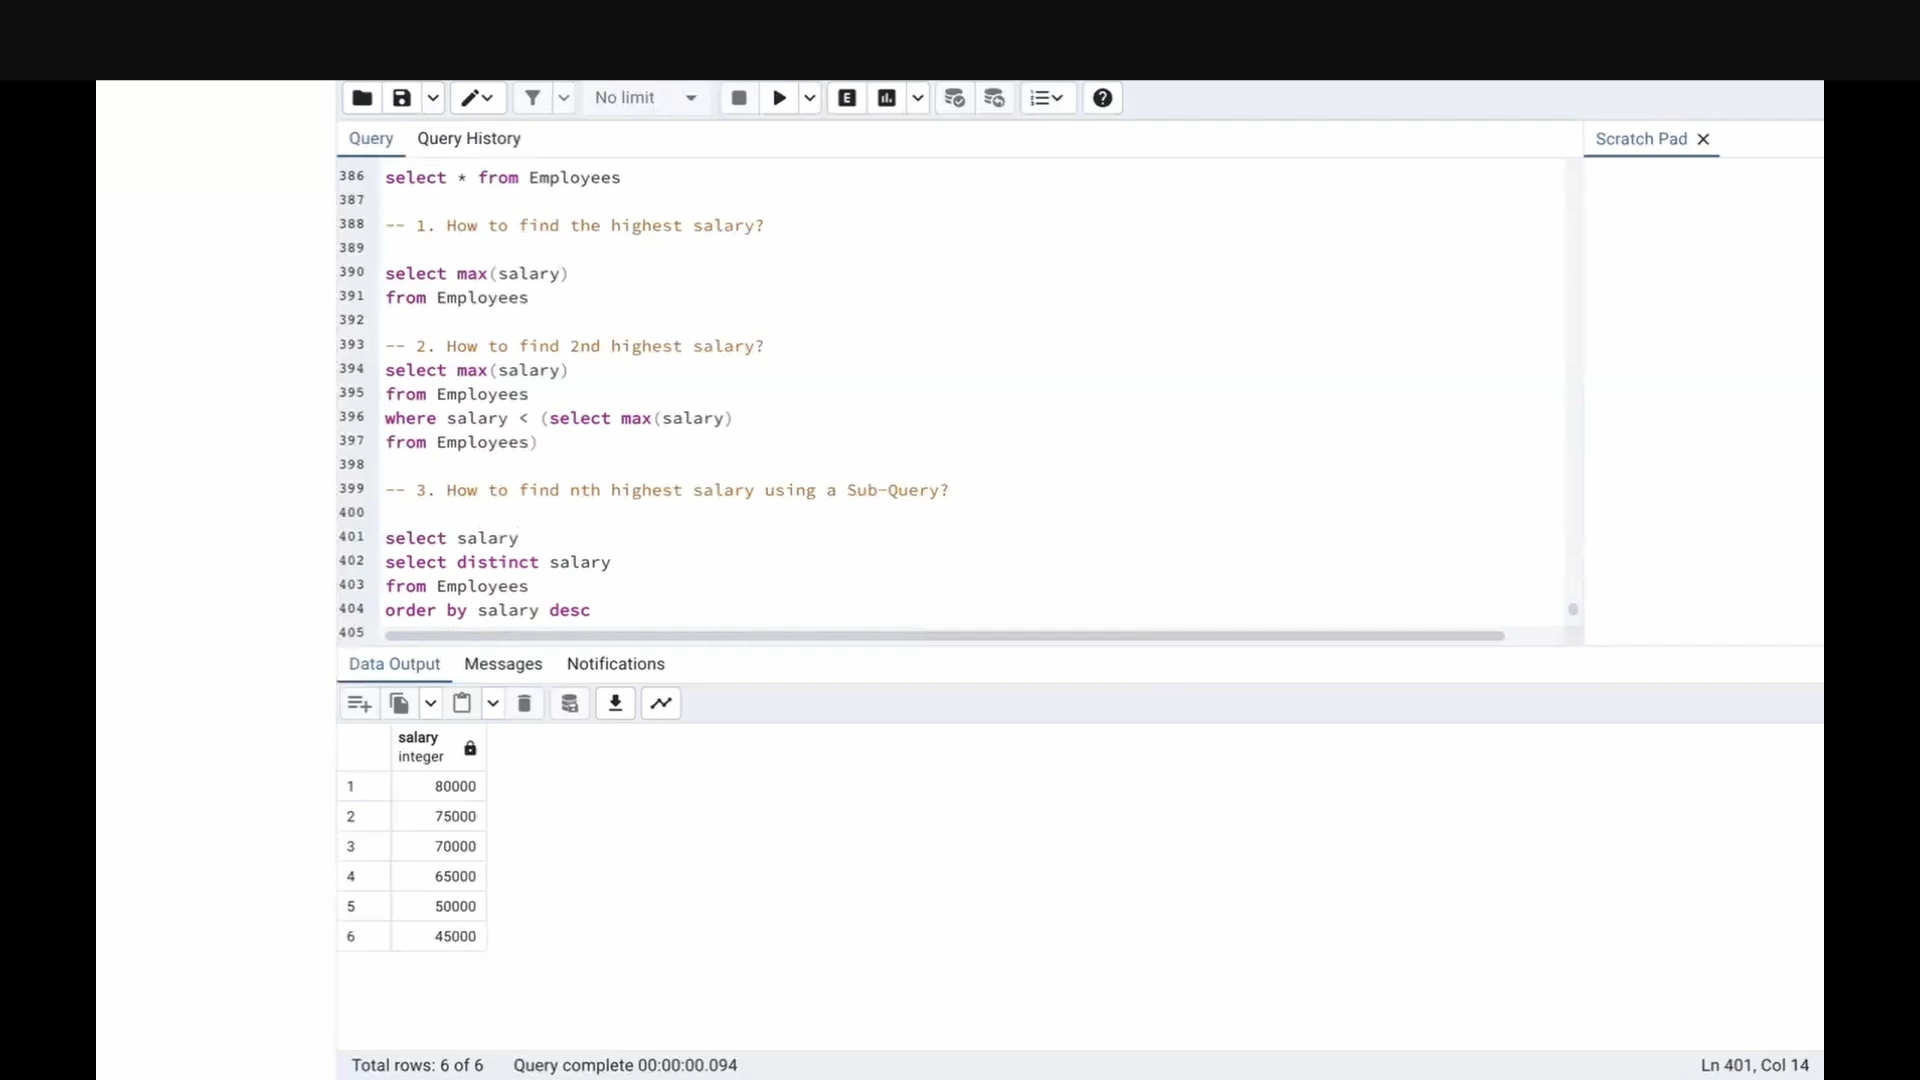 No limit
E
Query Query History Scratch Pad
386 select * from Employees
387
388 -- 1. How to find the highest salary?
389
390 select max(salary)
391 from Employees
392
393 -- 2. How to find 2nd highest salary?
394 select max(salary)
395 from Employees
396 where salary < (select max(salary)
397 from Employees)
398
399 -- 3. How to find nth highest salary using a Sub-Query?
400
401 select salary
402 select distinct salary
403 from Employees
404 order by salary desc
405
Data Output Messages Notifications
salary
integer
1 80000
2 75000
3 70000
4 65000
5 50000
6 45000
Total rows: 6 of 6 Query complete 00:00:00.094 Ln 401, Col 14